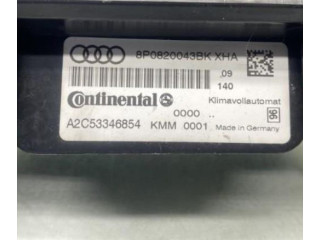 8P0820043BK XHA
09
140
Continental
Klimavollautomat
0000 ..
A2C53346854 KMM 0001
Made in Germany